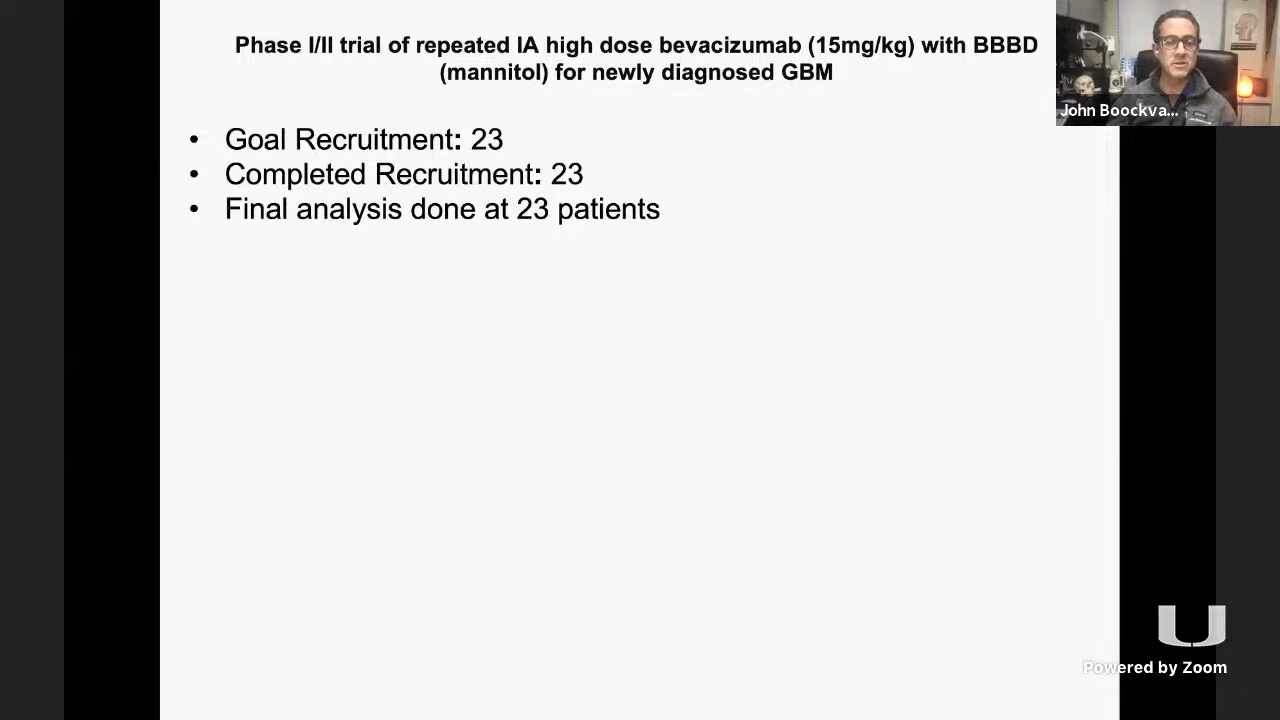 Phase I/II trial of repeated IA high dose bevacizumab (15mg/kg) with BBBD
(mannitol) for newly diagnosed GBM
• Goal Recruitment: 23
• Completed Recruitment: 23
• Final analysis done at 23 patients
John Boockva...
U
Powered by Zoom